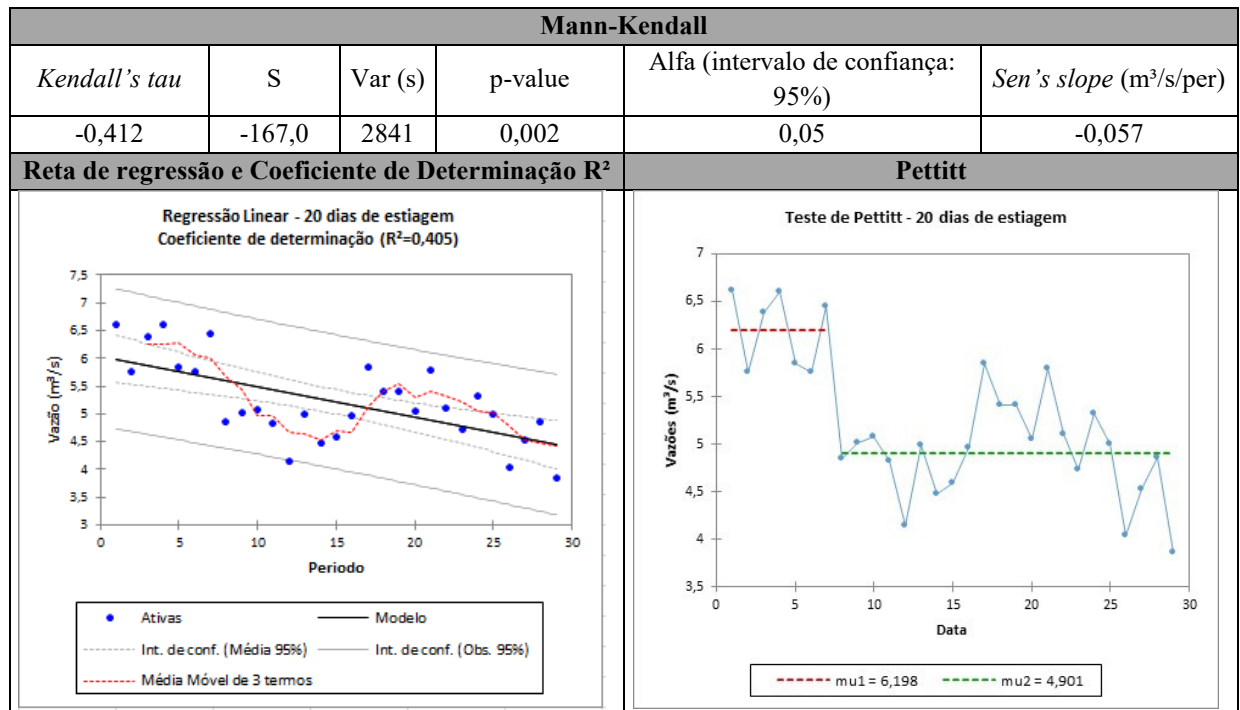 Mann-Kendall
Kendall’s tau
S
Var (s)
p-value
Alfa (intervalo de confiança:
95%)
Sen’s slope (m³/s/per)
-0,412
-167,0
2841
0,002
0,05
-0,057
Reta de regressão e Coeficiente de Determinação R²
Pettitt
Regressão Linear - 20 dias de estiagem
Coeficiente de determinação (R²=0,405)
7,5
7
6,5
6
5,5
5
4,5
4
3,5
3
Vazão (m³/s)
0
5
10
15
20
25
30
Periodo
Ativas
Modelo
Int. de conf. (Média 95%)
Int. de conf. (Obs. 95%)
Média Móvel de 3 termos
Teste de Pettitt - 20 dias de estiagem
7
6,5
6
5,5
5
4,5
4
3,5
Vazões (m³/s)
0
5
10
15
20
25
30
Data
mu1 = 6,198
mu2 = 4,901